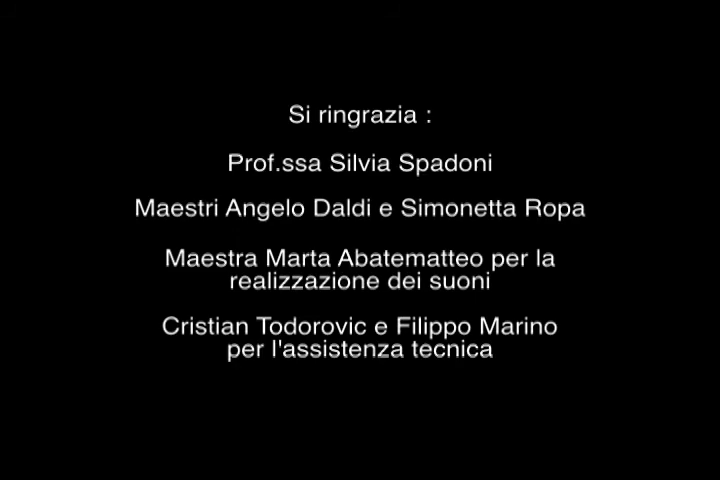 Si ringrazia :
Prof.ssa Silvia Spadoni
Maestri Angelo Daldi e Simonetta Ropa
Maestra Marta Abatematteo per la
realizzazione dei suoni
Cristian Todorovic e Filippo Marino
per l'assistenza tecnica